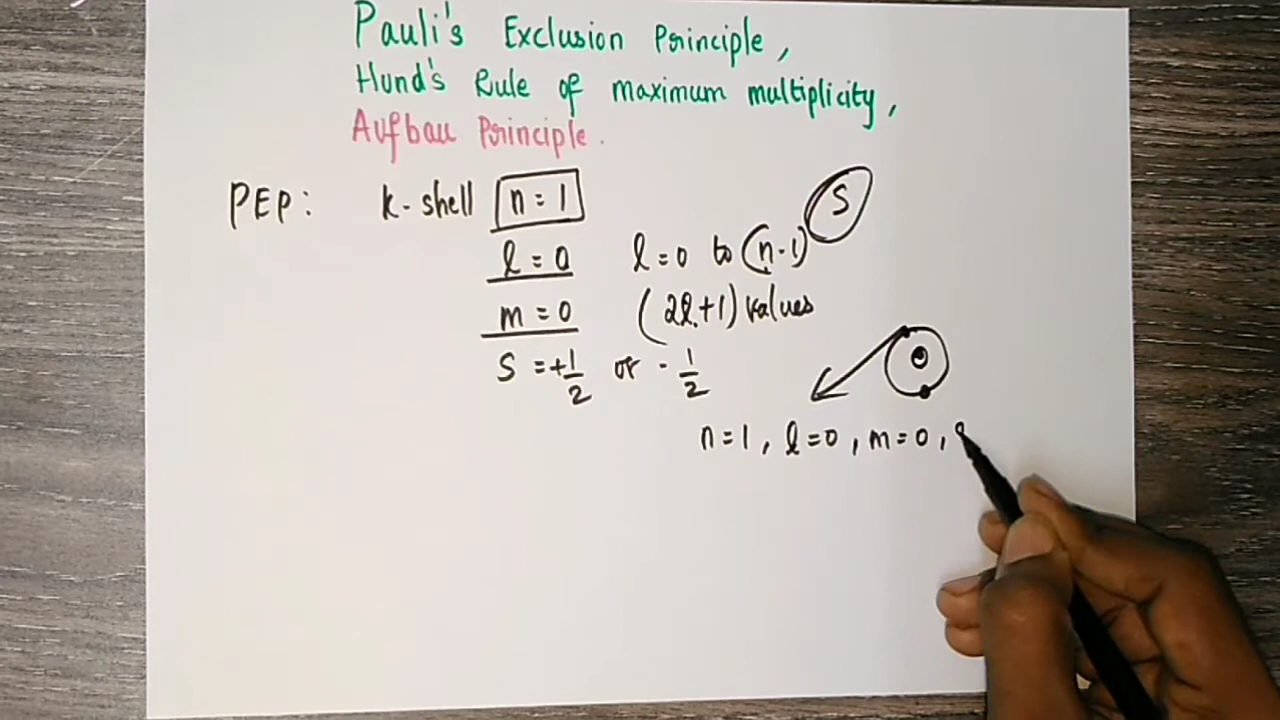 Pauli's Exclusion Principle,
Hund's Rule of maximum multiplicity,
Aufbau Principle.
PEP: k-shell n = 1
S
l = 0 l = 0 to (n-1)
m = 0 (2l+1) values
S = +1/2 or -1/2
n = 1, l = 0, m = 0,